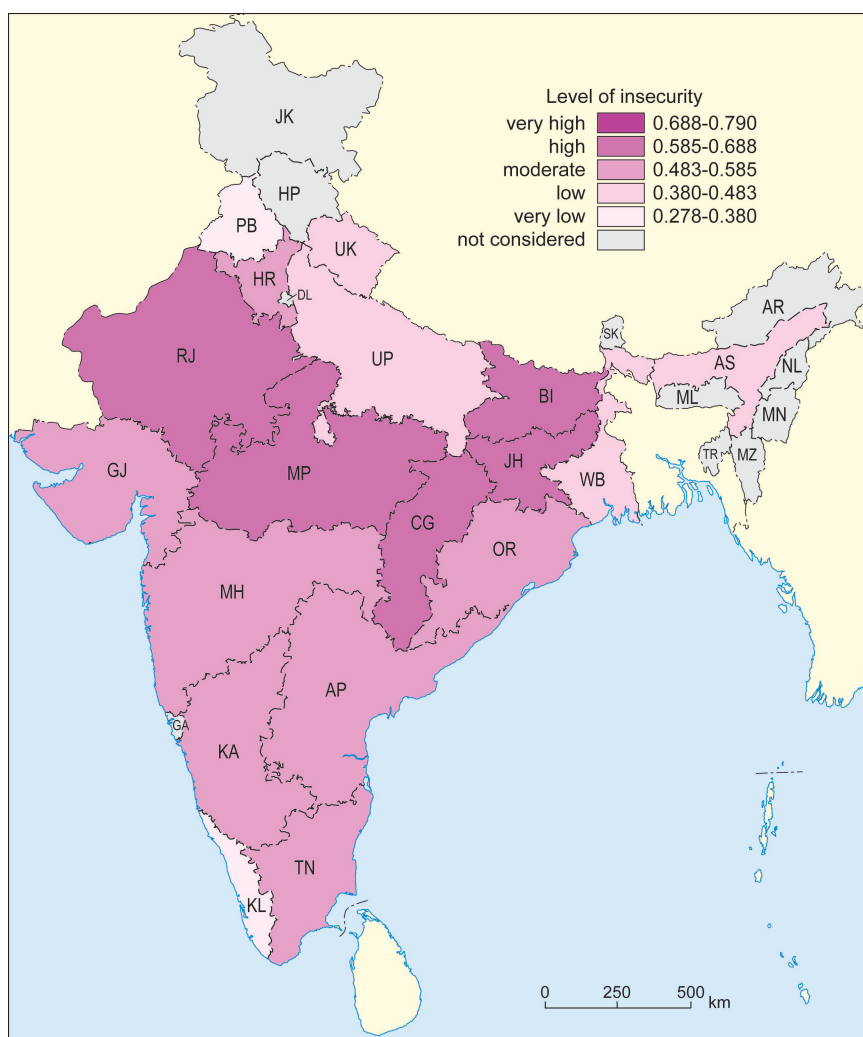 Level of insecurity
very high 0.688-0.790
high 0.585-0.688
moderate 0.483-0.585
low 0.380-0.483
very low 0.278-0.380
not considered
JK
HP
PB
UK
HR
DL
AR
SK
RJ
UP
AS
NL
BI
ML
MN
GJ
MP
JH
TR
MZ
WB
CG
OR
MH
AP
GA
KA
TN
KL
0 250 500 km